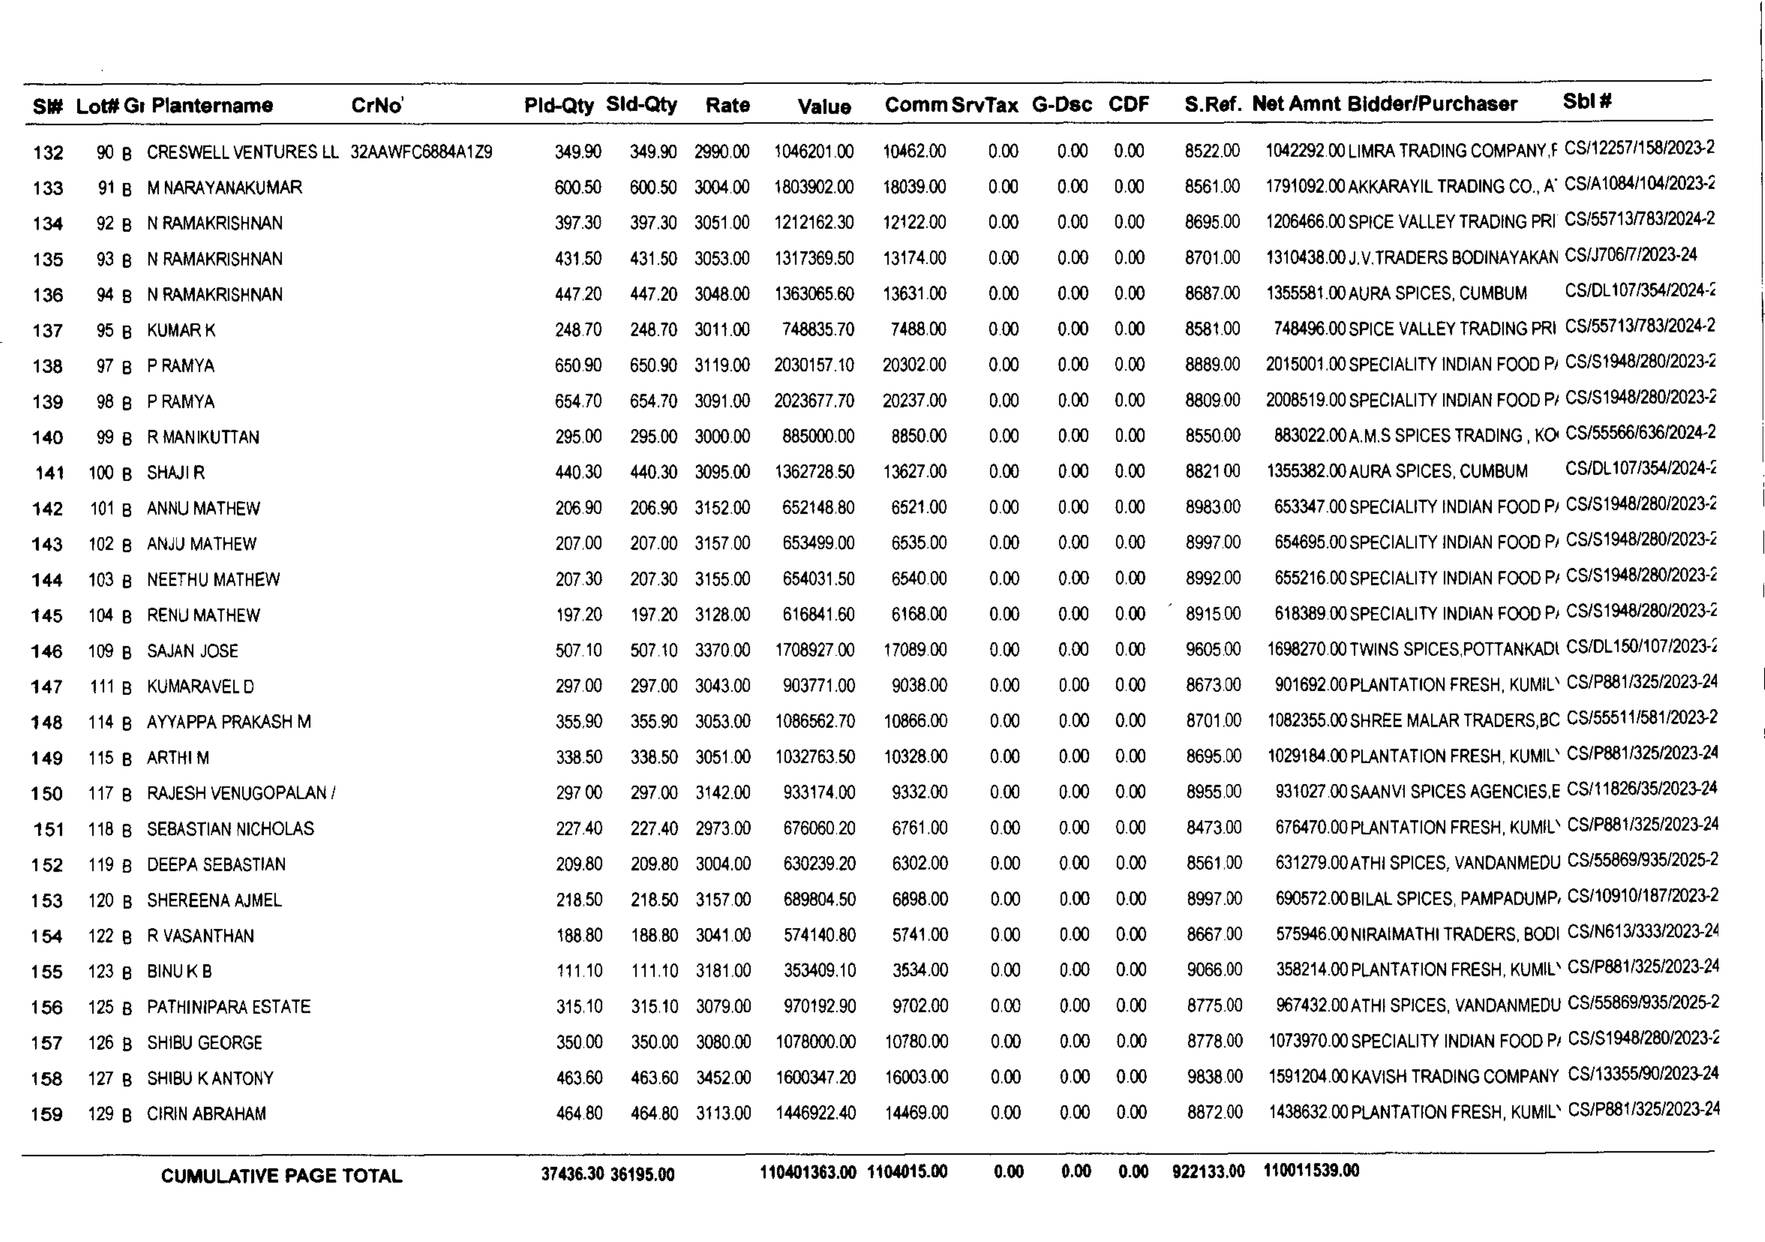 Sl# Lot# Gr Plantername CrNo Pld-Qty Sld-Qty Rate Value Comm SrvTax G-Dsc CDF S.Ref. Net Amnt Bidder/Purchaser Sbl #
132 90 B CRESWELL VENTURES LL 32AAWFC6884A1Z9 349.90 349.90 2990.00 1046201.00 10462.00 0.00 0.00 0.00 8522.00 1042292.00 LIMRA TRADING COMPANY,F CS/12257/158/2023-2
133 91 B M NARAYANAKUMAR 600.50 600.50 3004.00 1803902.00 18039.00 0.00 0.00 0.00 8561.00 1791092.00 AKKARAYIL TRADING CO., A CS/A1084/104/2023-2
134 92 B N RAMAKRISHNAN 397.30 397.30 3051.00 1212162.30 12122.00 0.00 0.00 0.00 8695.00 1206466.00 SPICE VALLEY TRADING PRI CS/55713/783/2024-2
135 93 B N RAMAKRISHNAN 431.50 431.50 3053.00 1317369.50 13174.00 0.00 0.00 0.00 8701.00 1310438.00 J.V.TRADERS BODINAYAKAN CS/J706/7/2023-24
136 94 B N RAMAKRISHNAN 447.20 447.20 3048.00 1363065.60 13631.00 0.00 0.00 0.00 8687.00 1355581.00 AURA SPICES, CUMBUM CS/DL107/354/2024-2
137 95 B KUMAR K 248.70 248.70 3011.00 748835.70 7488.00 0.00 0.00 0.00 8581.00 748496.00 SPICE VALLEY TRADING PRI CS/55713/783/2024-2
138 97 B P RAMYA 650.90 650.90 3119.00 2030157.10 20302.00 0.00 0.00 0.00 8889.00 2015001.00 SPECIALITY INDIAN FOOD P CS/S1948/280/2023-2
139 98 B P RAMYA 654.70 654.70 3091.00 2023677.70 20237.00 0.00 0.00 0.00 8809.00 2008519.00 SPECIALITY INDIAN FOOD P CS/S1948/280/2023-2
140 99 B R MANIKUTTAN 295.00 295.00 3000.00 885000.00 8850.00 0.00 0.00 0.00 8550.00 883022.00 A.M.S SPICES TRADING , KO CS/55566/636/2024-2
141 100 B SHAJI R 440.30 440.30 3095.00 1362728.50 13627.00 0.00 0.00 0.00 8821 00 1355382.00 AURA SPICES, CUMBUM CS/DL107/354/2024-2
142 101 B ANNU MATHEW 206.90 206.90 3152.00 652148.80 6521.00 0.00 0.00 0.00 8983.00 653347.00 SPECIALITY INDIAN FOOD P CS/S1948/280/2023-2
143 102 B ANJU MATHEW 207.00 207.00 3157.00 653499.00 6535.00 0.00 0.00 0.00 8997.00 654695.00 SPECIALITY INDIAN FOOD P CS/S1948/280/2023-2
144 103 B NEETHU MATHEW 207.30 207.30 3155.00 654031.50 6540.00 0.00 0.00 0.00 8992.00 655216.00 SPECIALITY INDIAN FOOD P CS/S1948/280/2023-2
145 104 B RENU MATHEW 197.20 197.20 3128.00 616841.60 6168.00 0.00 0.00 0.00 8915.00 618389.00 SPECIALITY INDIAN FOOD P CS/S1948/280/2023-2
146 109 B SAJAN JOSE 507.10 507.10 3370.00 1708927.00 17089.00 0.00 0.00 0.00 9605.00 1698270.00 TWINS SPICES,POTTANKADI CS/DL150/107/2023-2
147 111 B KUMARAVEL D 297.00 297.00 3043.00 903771.00 9038.00 0.00 0.00 0.00 8673.00 901692.00 PLANTATION FRESH, KUMIL CS/P881/325/2023-24
148 114 B AYYAPPA PRAKASH M 355.90 355.90 3053.00 1086562.70 10866.00 0.00 0.00 0.00 8701.00 1082355.00 SHREE MALAR TRADERS,BC CS/55511/581/2023-2
149 115 B ARTHI M 338.50 338.50 3051.00 1032763.50 10328.00 0.00 0.00 0.00 8695.00 1029184.00 PLANTATION FRESH, KUMIL CS/P881/325/2023-24
150 117 B RAJESH VENUGOPALAN / 297 00 297.00 3142.00 933174.00 9332.00 0.00 0.00 0.00 8955.00 931027.00 SAANVI SPICES AGENCIES,E CS/11826/35/2023-24
151 118 B SEBASTIAN NICHOLAS 227.40 227.40 2973.00 676060.20 6761.00 0.00 0.00 0.00 8473.00 676470.00 PLANTATION FRESH, KUMIL CS/P881/325/2023-24
152 119 B DEEPA SEBASTIAN 209.80 209.80 3004.00 630239.20 6302.00 0.00 0.00 0.00 8561.00 631279.00 ATHI SPICES, VANDANMEDU CS/55869/935/2025-2
153 120 B SHEREENA AJMEL 218.50 218.50 3157.00 689804.50 6898.00 0.00 0.00 0.00 8997.00 690572.00 BILAL SPICES, PAMPADUMP CS/10910/187/2023-2
154 122 B R VASANTHAN 188.80 188.80 3041.00 574140.80 5741.00 0.00 0.00 0.00 8667.00 575946.00 NIRAIMATHI TRADERS, BODI CS/N613/333/2023-24
155 123 B BINU K B 111.10 111.10 3181.00 353409.10 3534.00 0.00 0.00 0.00 9066.00 358214.00 PLANTATION FRESH, KUMIL CS/P881/325/2023-24
156 125 B PATHINIPARA ESTATE 315.10 315.10 3079.00 970192.90 9702.00 0.00 0.00 0.00 8775.00 967432.00 ATHI SPICES, VANDANMEDU CS/55869/935/2025-2
157 126 B SHIBU GEORGE 350.00 350.00 3080.00 1078000.00 10780.00 0.00 0.00 0.00 8778.00 1073970.00 SPECIALITY INDIAN FOOD P CS/S1948/280/2023-2
158 127 B SHIBU K ANTONY 463.60 463.60 3452.00 1600347.20 16003.00 0.00 0.00 0.00 9838.00 1591204.00 KAVISH TRADING COMPANY CS/13355/90/2023-24
159 129 B CIRIN ABRAHAM 464.80 464.80 3113.00 1446922.40 14469.00 0.00 0.00 0.00 8872.00 1438632.00 PLANTATION FRESH, KUMIL CS/P881/325/2023-24
CUMULATIVE PAGE TOTAL 37436.30 36195.00 110401363.00 1104015.00 0.00 0.00 0.00 922133.00 110011539.00